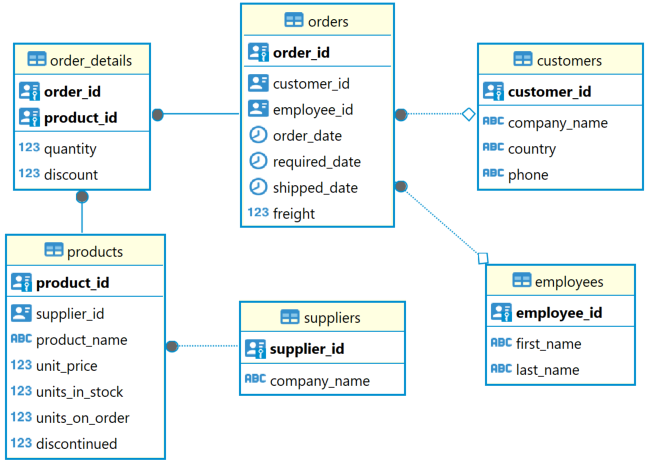 order_details
order_id
product_id
123 quantity
123 discount
orders
order_id
customer_id
employee_id
order_date
required_date
shipped_date
123 freight
customers
customer_id
ABC company_name
ABC country
ABC phone
products
product_id
supplier_id
ABC product_name
123 unit_price
123 units_in_stock
123 units_on_order
123 discontinued
suppliers
supplier_id
ABC company_name
employees
employee_id
ABC first_name
ABC last_name